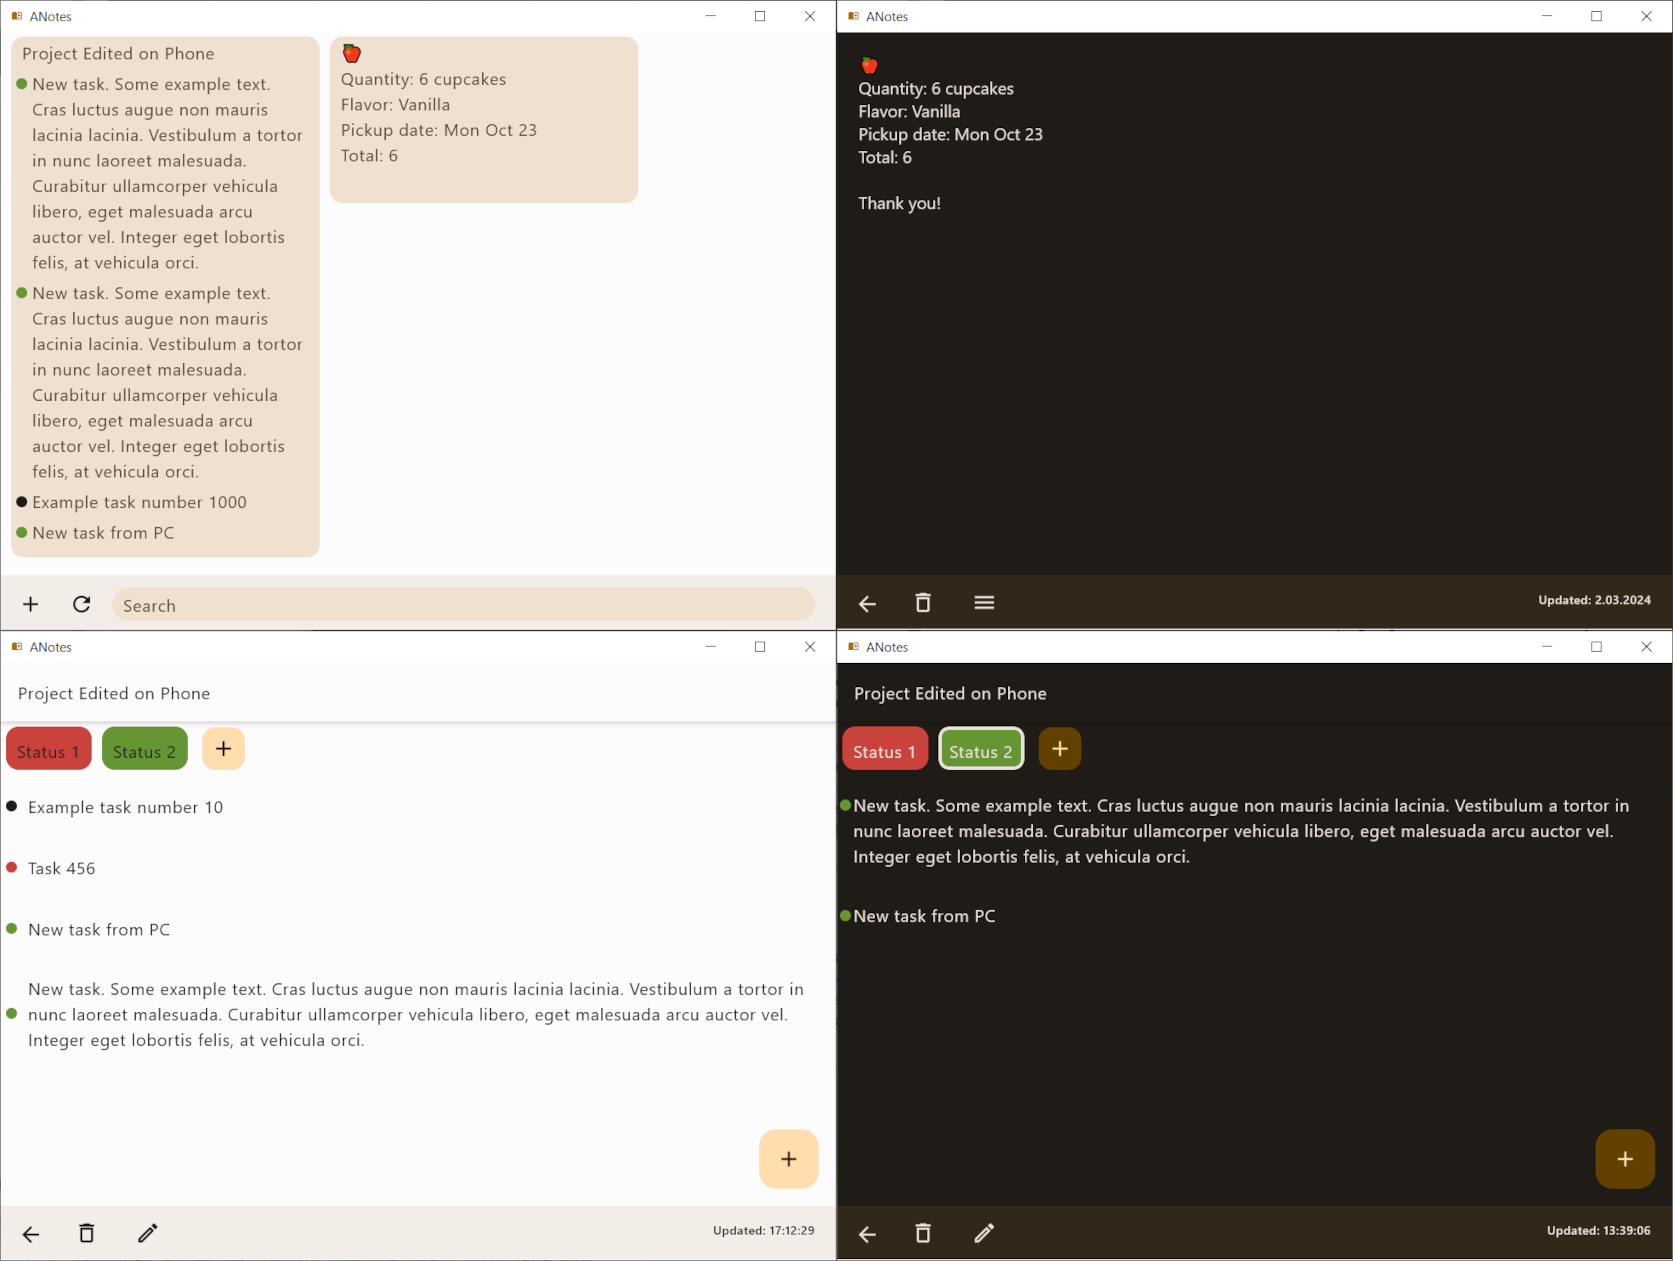 ANotes
Project Edited on Phone
New task. Some example text.
Cras luctus augue non mauris
lacinia lacinia. Vestibulum a tortor
in nunc laoreet malesuada.
Curabitur ullamcorper vehicula
libero, eget malesuada arcu
auctor vel. Integer eget lobortis
felis, at vehicula orci.
New task. Some example text.
Cras luctus augue non mauris
lacinia lacinia. Vestibulum a tortor
in nunc laoreet malesuada.
Curabitur ullamcorper vehicula
libero, eget malesuada arcu
auctor vel. Integer eget lobortis
felis, at vehicula orci.
Example task number 1000
New task from PC
Quantity: 6 cupcakes
Flavor: Vanilla
Pickup date: Mon Oct 23
Total: 6
Search
ANotes
Quantity: 6 cupcakes
Flavor: Vanilla
Pickup date: Mon Oct 23
Total: 6
Thank you!
Updated: 2.03.2024
ANotes
Project Edited on Phone
Status 1
Status 2
Example task number 10
Task 456
New task from PC
New task. Some example text. Cras luctus augue non mauris lacinia lacinia. Vestibulum a tortor in
nunc laoreet malesuada. Curabitur ullamcorper vehicula libero, eget malesuada arcu auctor vel.
Integer eget lobortis felis, at vehicula orci.
Updated: 17:12:29
ANotes
Project Edited on Phone
Status 1
Status 2
New task. Some example text. Cras luctus augue non mauris lacinia lacinia. Vestibulum a tortor in
nunc laoreet malesuada. Curabitur ullamcorper vehicula libero, eget malesuada arcu auctor vel.
Integer eget lobortis felis, at vehicula orci.
New task from PC
Updated: 13:39:06